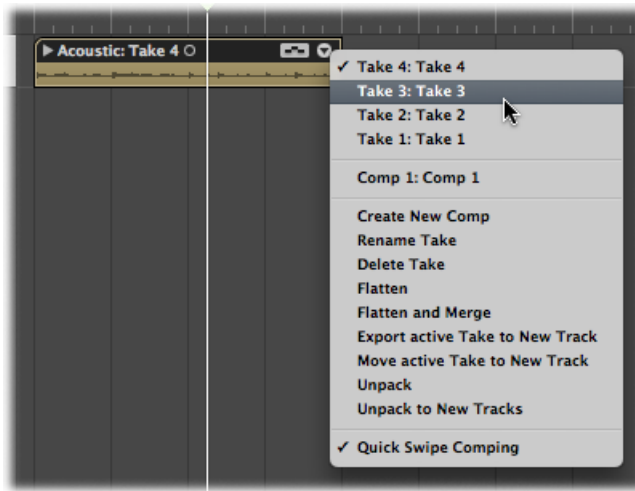 Acoustic: Take 4
✓ Take 4: Take 4
Take 3: Take 3
Take 2: Take 2
Take 1: Take 1
Comp 1: Comp 1
Create New Comp
Rename Take
Delete Take
Flatten
Flatten and Merge
Export active Take to New Track
Move active Take to New Track
Unpack
Unpack to New Tracks
✓ Quick Swipe Comping